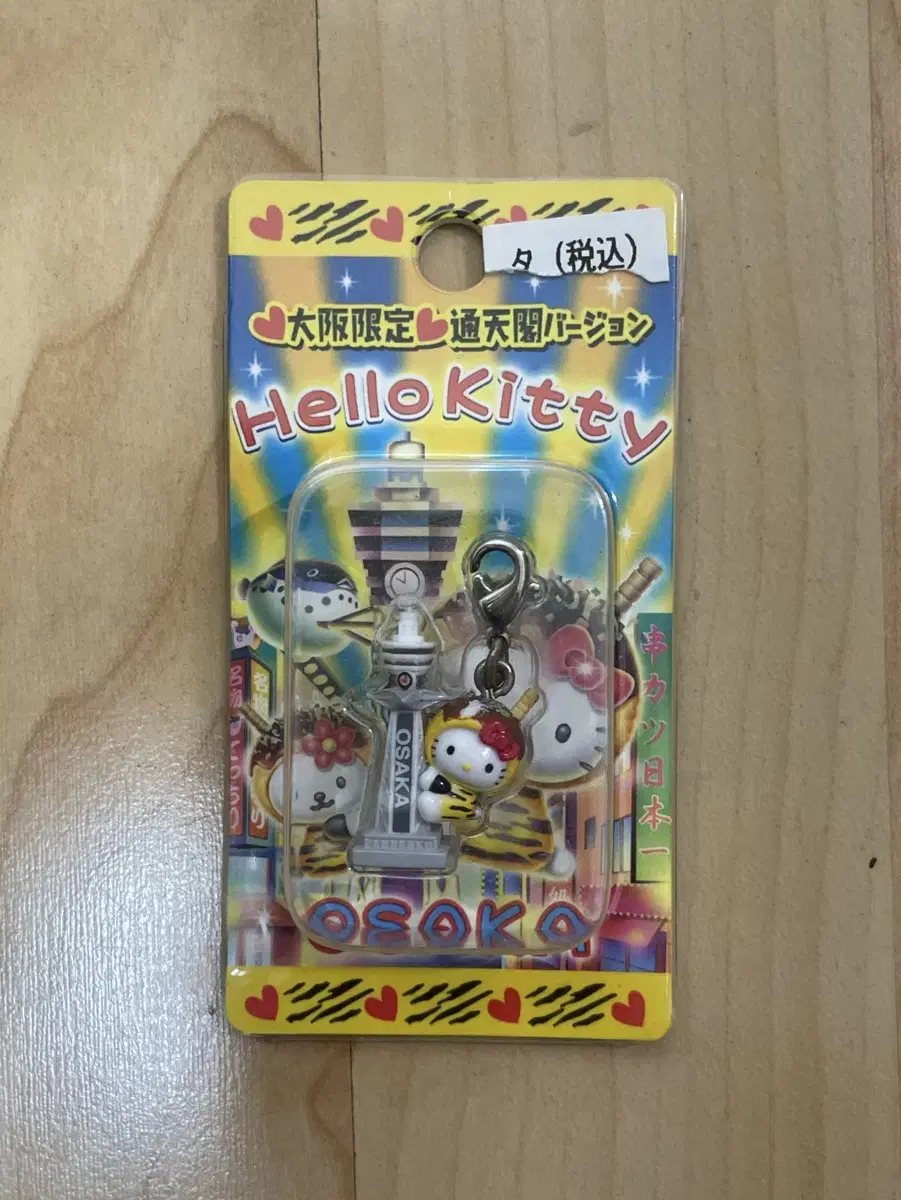 タ (税込)
大阪限定 通天閣バージョン
Hello Kitty
OSAKA
串カツ日本一
OSAKA